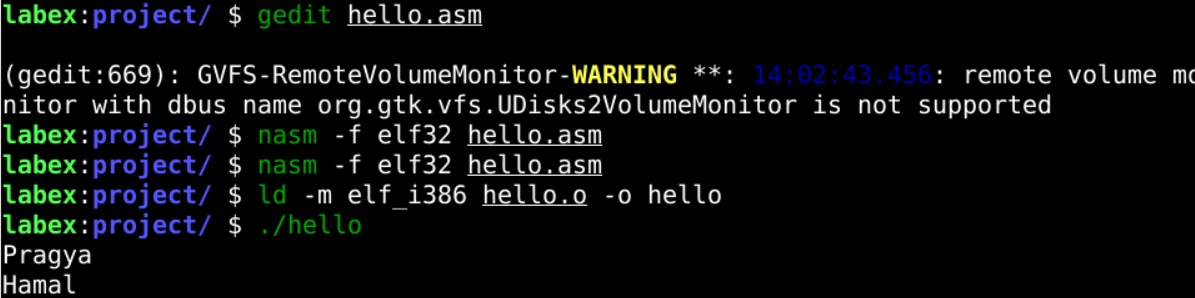 labex:project/ $ gedit hello.asm
(gedit:669): GVFS-RemoteVolumeMonitor-WARNING **: 14:02:43.456: remote volume mo
nitor with dbus name org.gtk.vfs.UDisks2VolumeMonitor is not supported
labex:project/ $ nasm -f elf32 hello.asm
labex:project/ $ nasm -f elf32 hello.asm
labex:project/ $ ld -m elf_i386 hello.o -o hello
labex:project/ $ ./hello
Pragya
Hamal